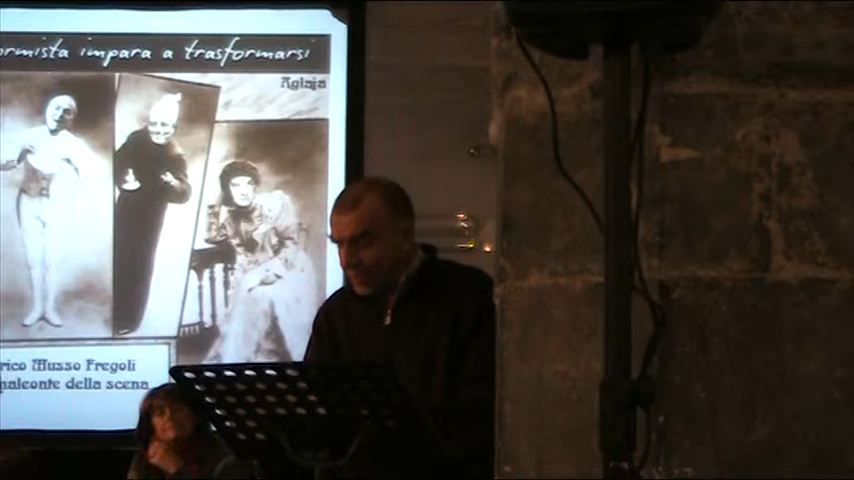 ormista impara a trasformarsi
Aglaja
rico Musso Fregoli
maleonte della scena